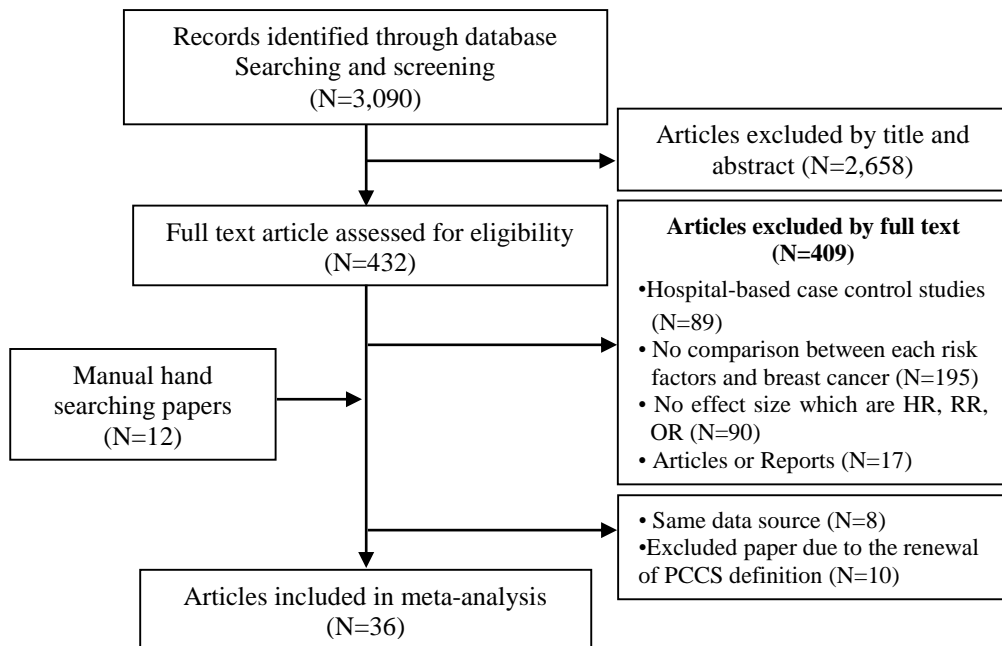 Records identified through database
Searching and screening
(N=3,090)
Articles excluded by title and
abstract (N=2,658)
Full text article assessed for eligibility
(N=432)
Articles excluded by full text
(N=409)
•Hospital-based case control studies
(N=89)
• No comparison between each risk
factors and breast cancer (N=195)
• No effect size which are HR, RR,
OR (N=90)
• Articles or Reports (N=17)
Manual hand
searching papers
(N=12)
• Same data source (N=8)
•Excluded paper due to the renewal
of PCCS definition (N=10)
Articles included in meta-analysis
(N=36)